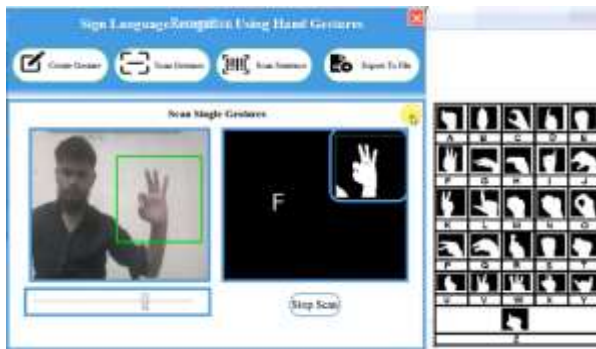 Sign Language Recognition Using Hand Gestures
Create Gesture Scan Gestures Scan Sentence Export To File
Scan Single Gestures
F
Stop Scan
A B C D E
F G H I J
K L M N O
P Q R S T
U V W X Y
Z